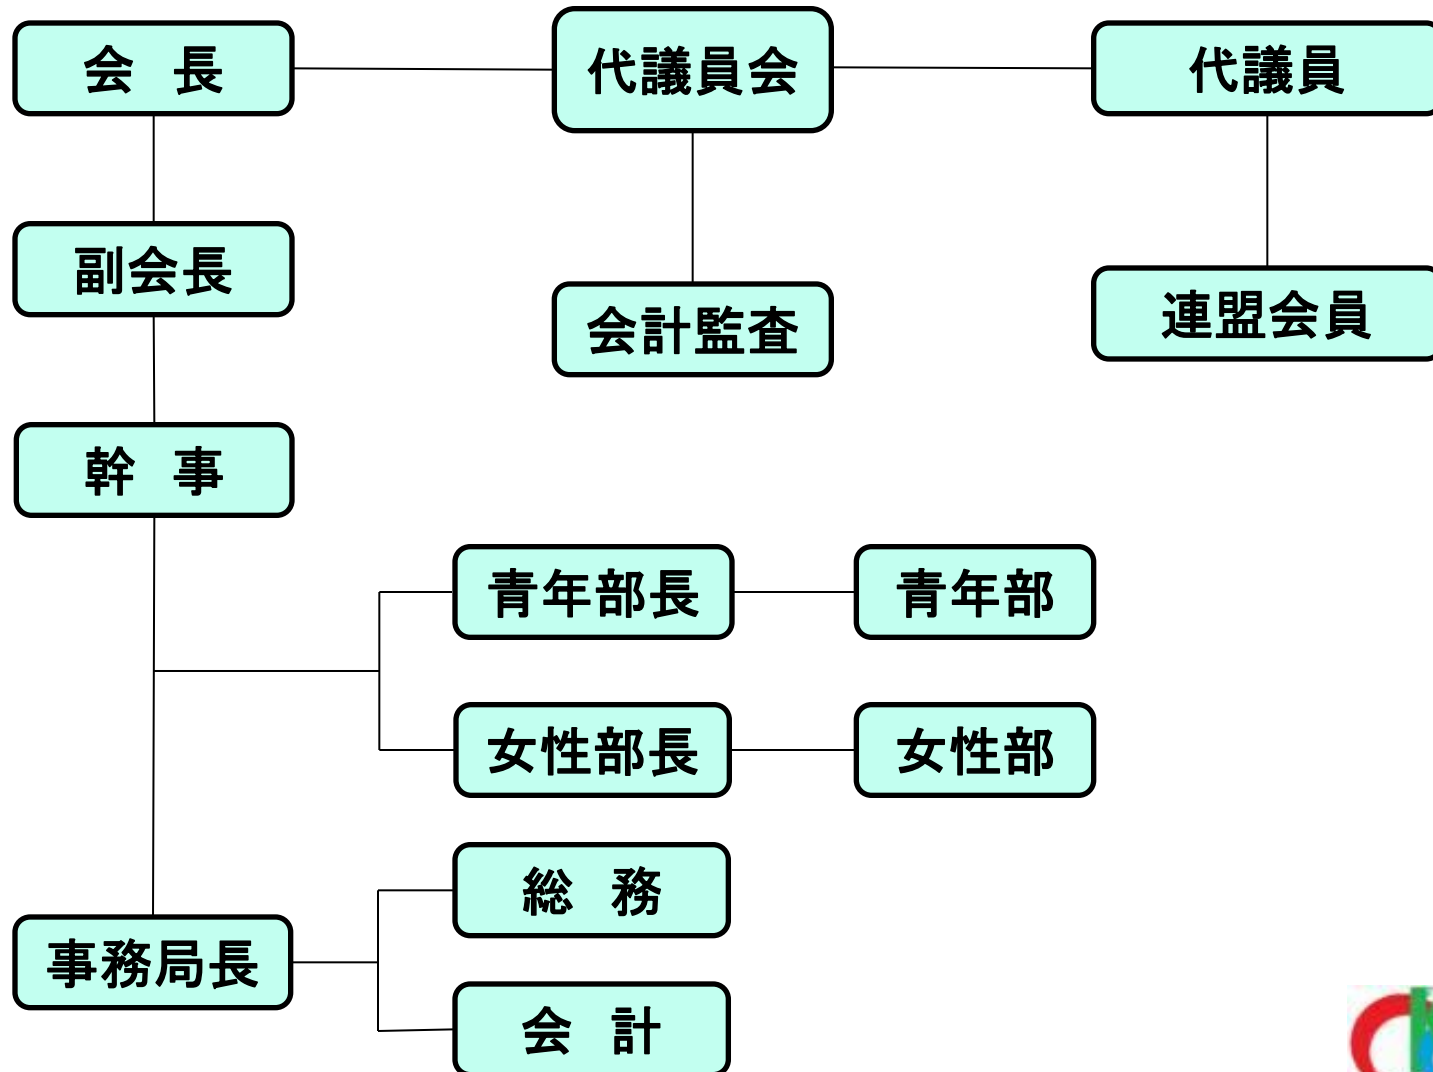 会 長
代議員会
代議員
副会長
会計監査
連盟会員
幹 事
青年部長
青年部
女性部長
女性部
総 務
事務局長
会 計